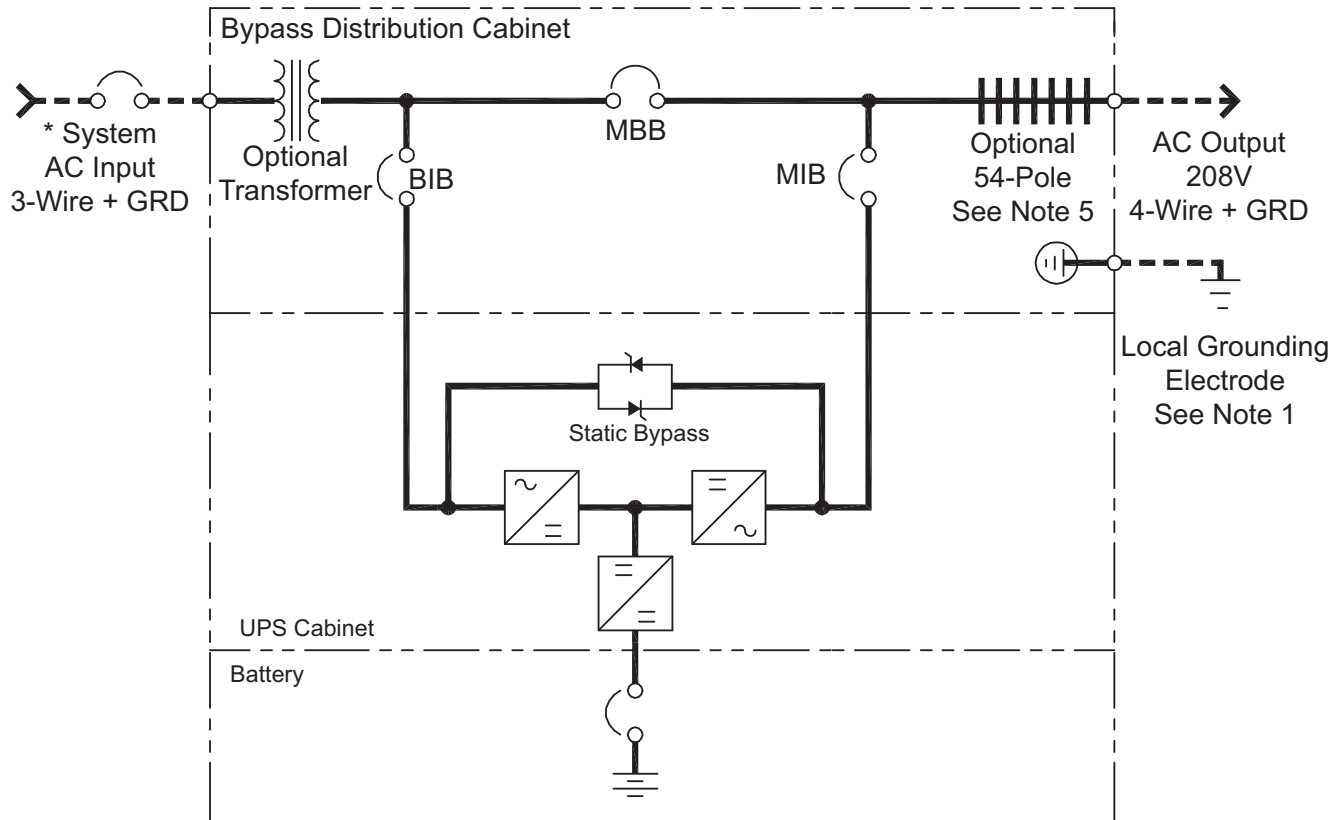 Bypass Distribution Cabinet
* System
AC Input
3-Wire + GRD
Optional
Transformer
BIB
MBB
MIB
Optional
54-Pole
See Note 5
AC Output
208V
4-Wire + GRD
Local Grounding
Electrode
See Note 1
Static Bypass
UPS Cabinet
Battery